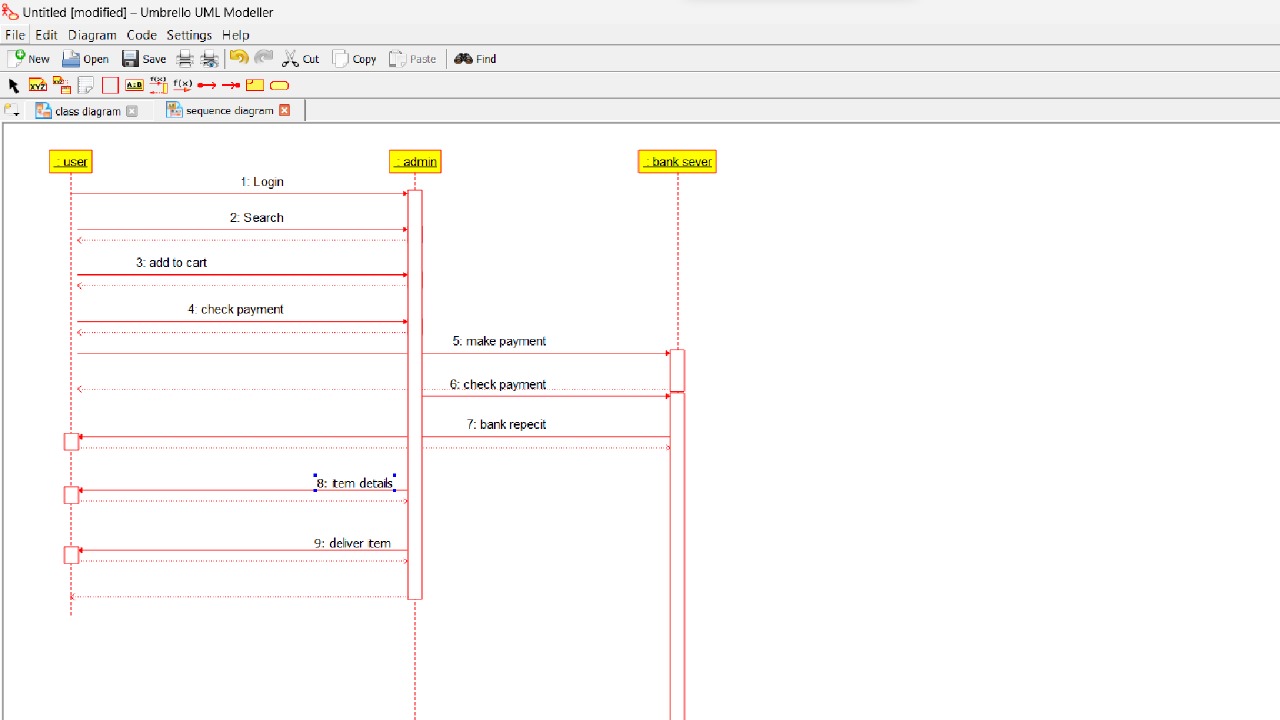 Untitled [modified] – Umbrello UML Modeller
File Edit Diagram Code Settings Help
New Open Save Cut Copy Paste Find
XYZ XYZ A&B f(x) f(x)
class diagram sequence diagram
: user : admin : bank sever
1: Login
2: Search
3: add to cart
4: check payment
5: make payment
6: check payment
7: bank repecit
8: item details
9: deliver item